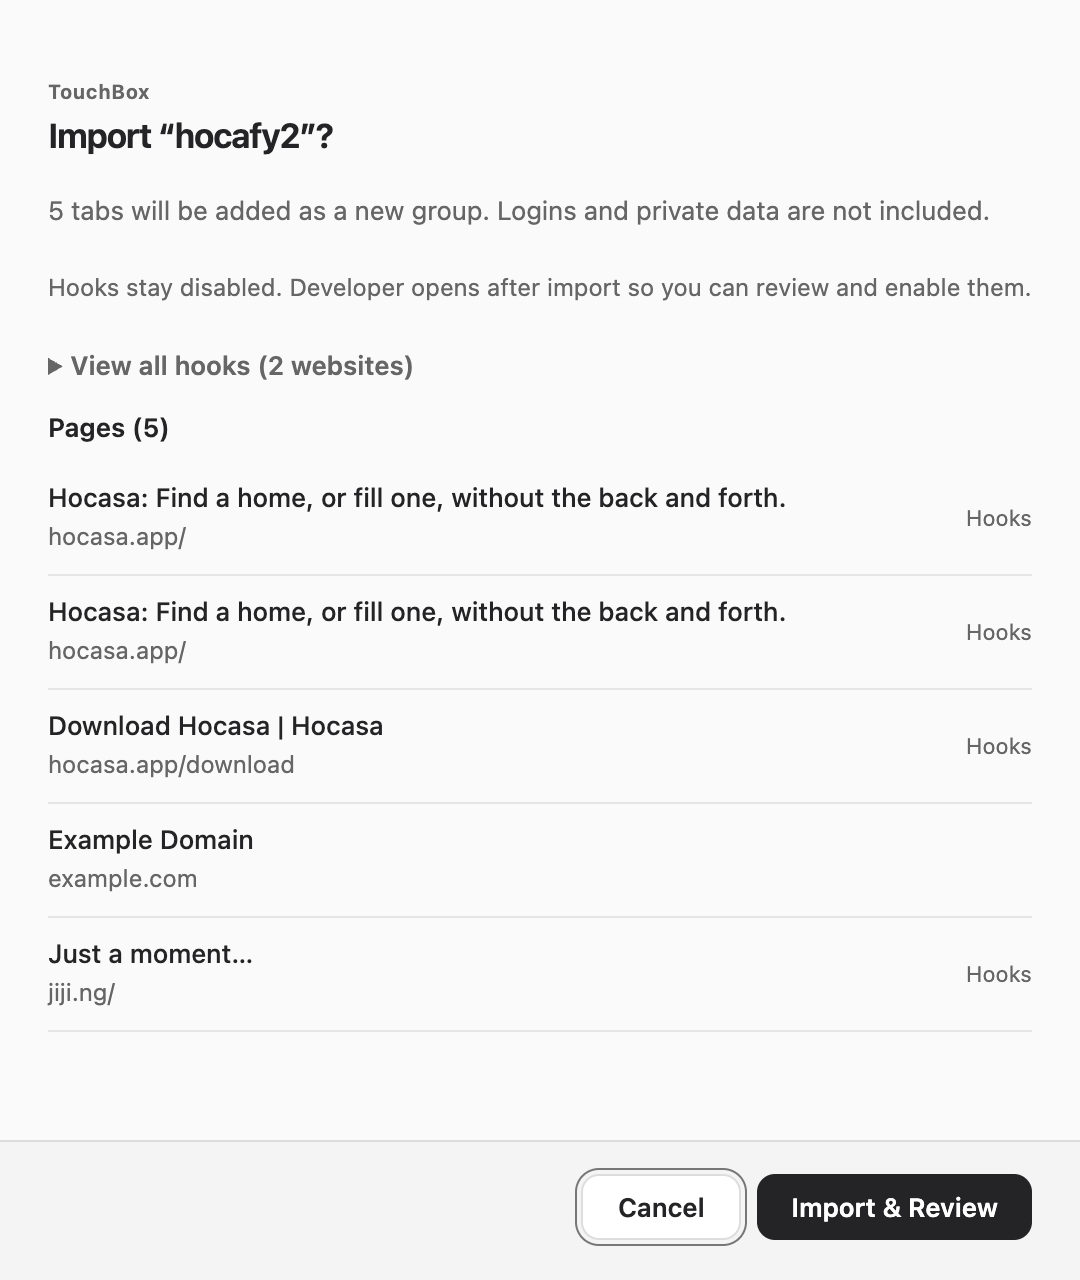 TouchBox
Import “hocafy2”?
5 tabs will be added as a new group. Logins and private data are not included.
Hooks stay disabled. Developer opens after import so you can review and enable them.
▶ View all hooks (2 websites)
Pages (5)
Hocasa: Find a home, or fill one, without the back and forth.
Hooks
hocasa.app/
Hocasa: Find a home, or fill one, without the back and forth.
Hooks
hocasa.app/
Download Hocasa | Hocasa
Hooks
hocasa.app/download
Example Domain
example.com
Just a moment...
Hooks
jiji.ng/
Cancel
Import & Review